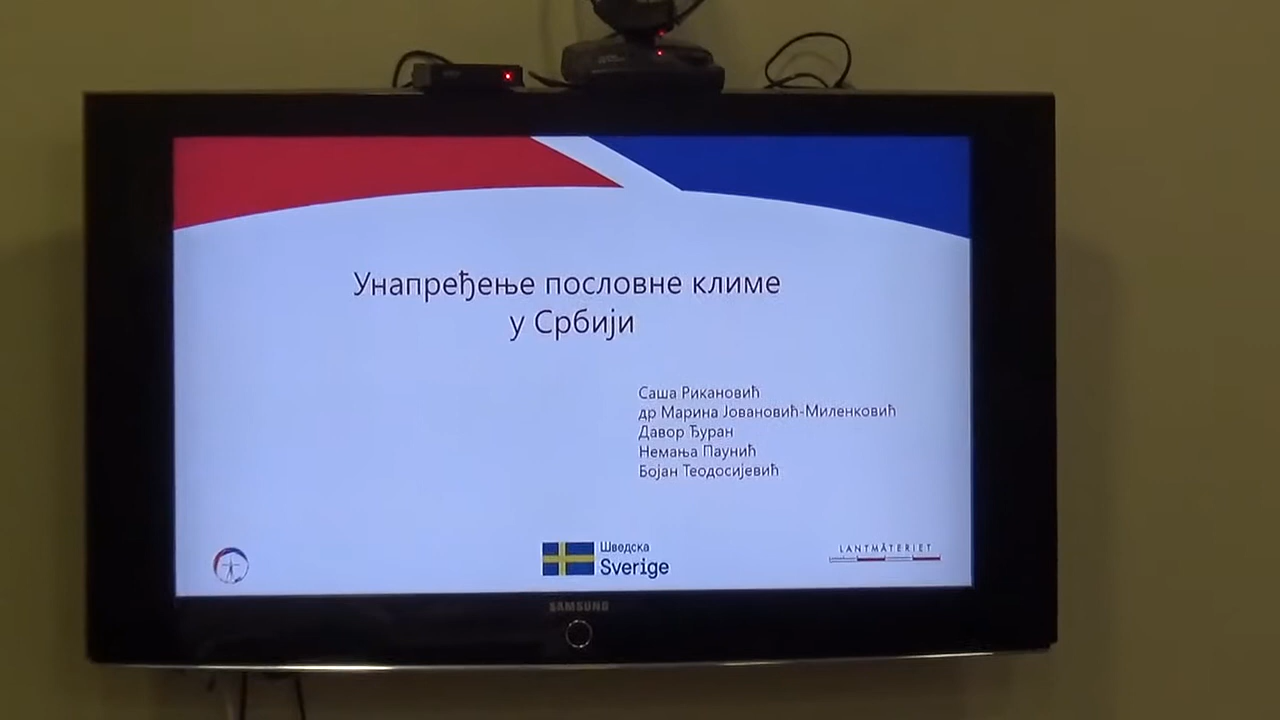 Унапређење пословне климе
у Србији
Саша Рикановић
др Марина Јовановић-Миленковић
Давор Ђуран
Немања Паунић
Бојан Теодосијевић
Шведска
Sverige
LANTMÄTERIET
SAMSUNG